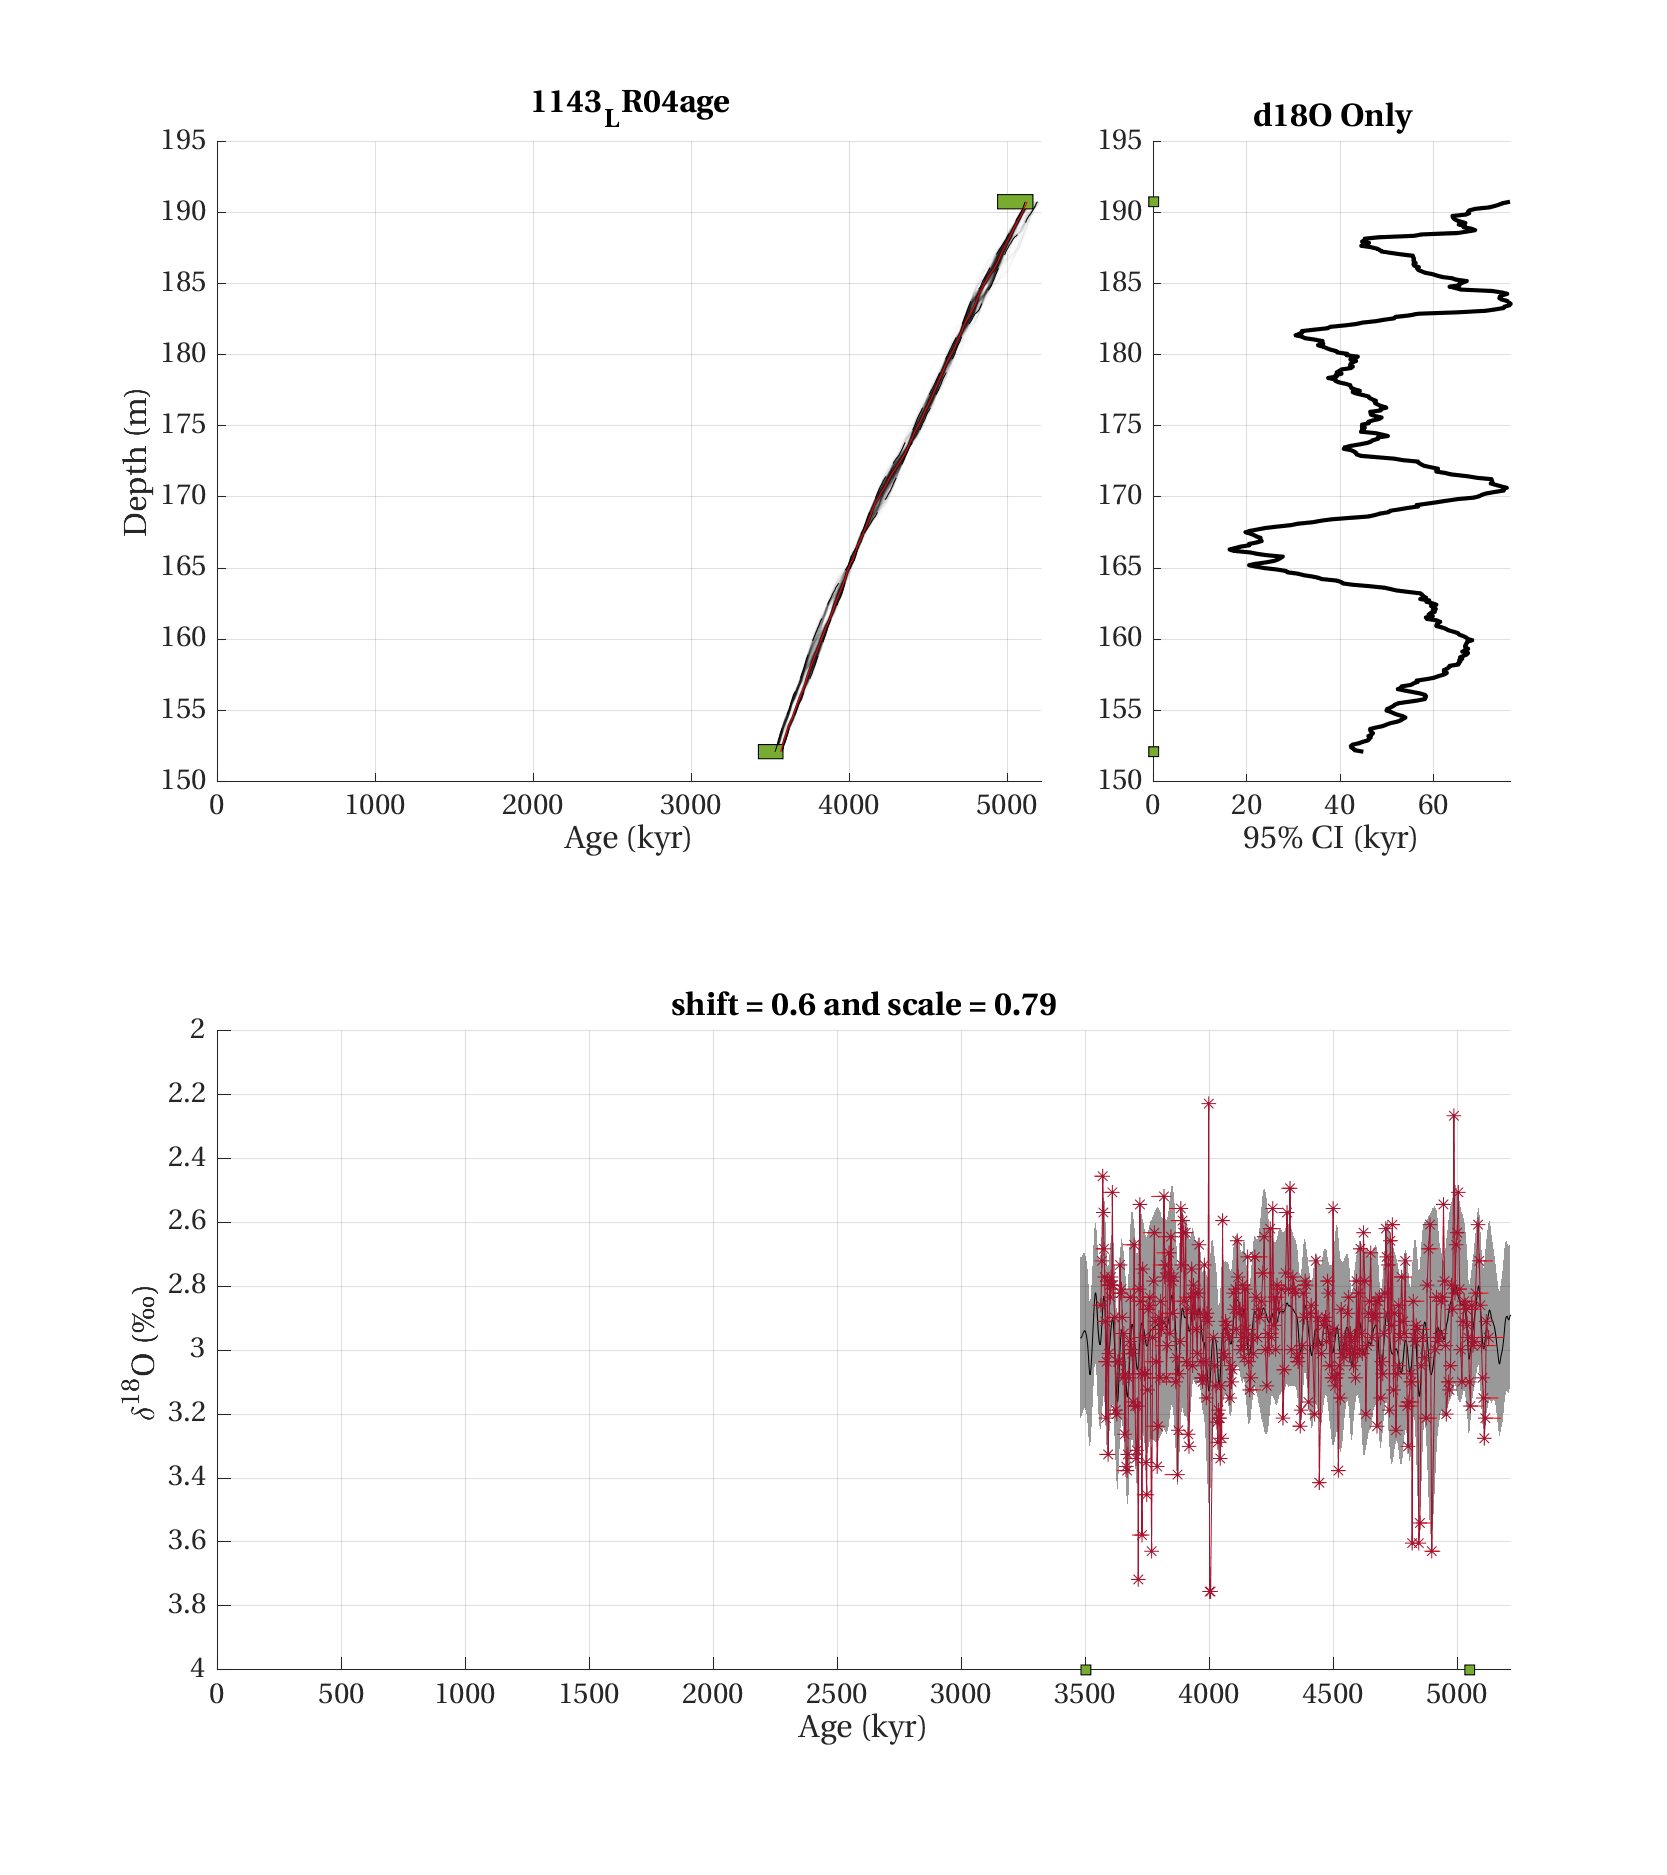 1143LR04age
195
190
185
180
175
170
165
160
155
150
Depth (m)
0 1000 2000 3000 4000 5000
Age (kyr)
d18O Only
195
190
185
180
175
170
165
160
155
150
0 20 40 60
95% CI (kyr)
shift = 0.6 and scale = 0.79
2
2.2
2.4
2.6
2.8
3
3.2
3.4
3.6
3.8
4
δ18O (‰)
0 500 1000 1500 2000 2500 3000 3500 4000 4500 5000
Age (kyr)